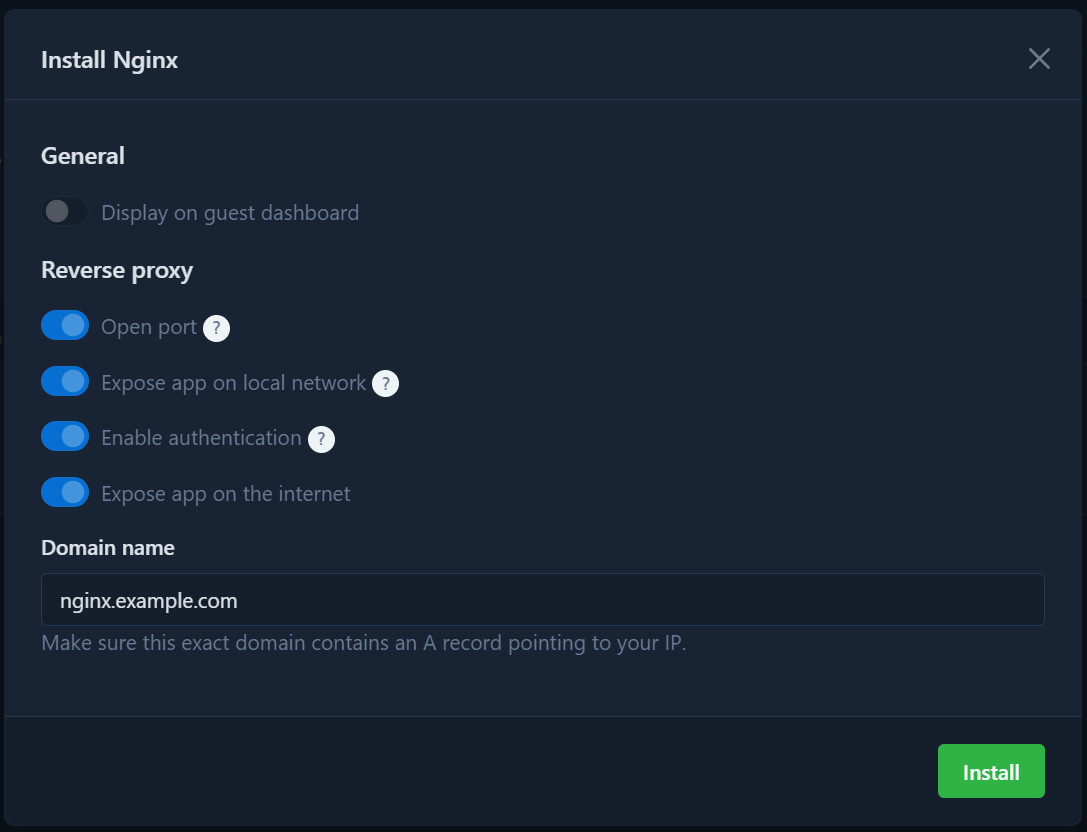 Install Nginx
General
Display on guest dashboard
Reverse proxy
Open port ?
Expose app on local network ?
Enable authentication ?
Expose app on the internet
Domain name
nginx.example.com
Make sure this exact domain contains an A record pointing to your IP.
Install